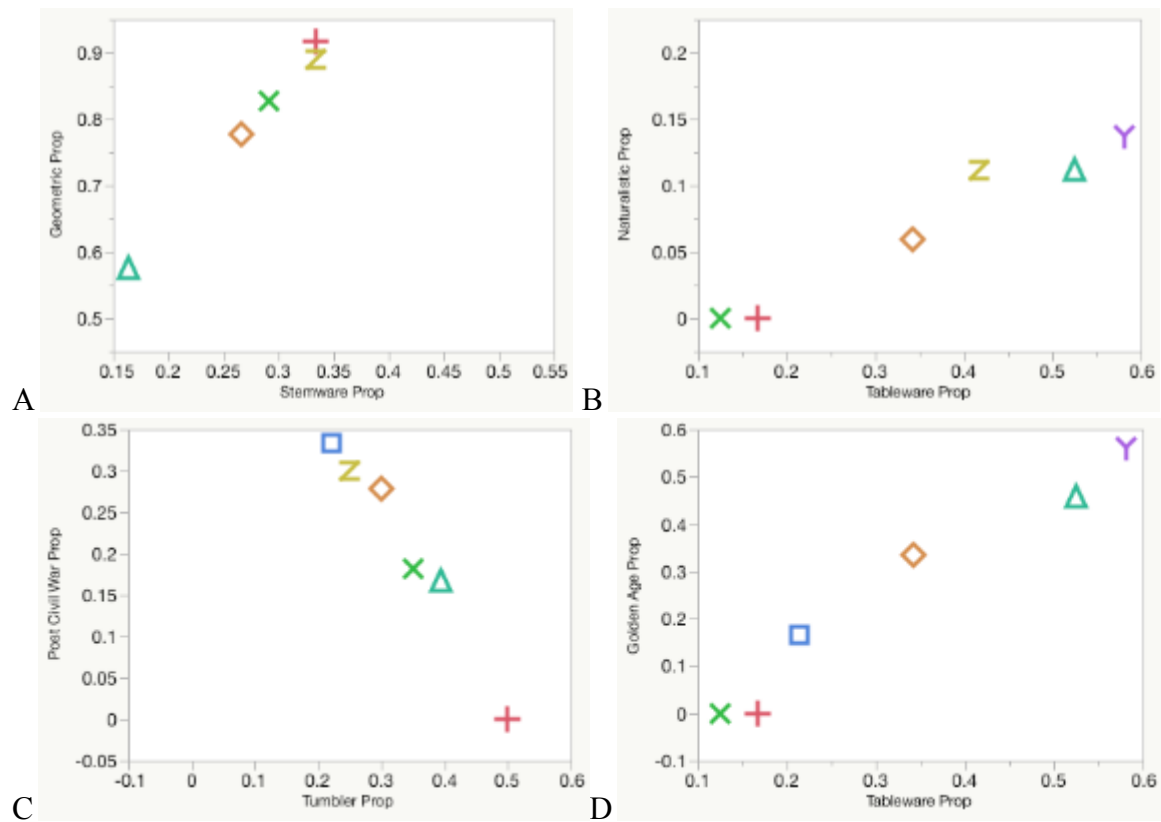 A
Geometric Prop
0.9
0.8
0.7
0.6
0.5
0.15 0.2 0.25 0.3 0.35 0.4 0.45 0.5 0.55
Stemware Prop
B
Naturalistic Prop
0.2
0.15
0.1
0.05
0
0.1 0.2 0.3 0.4 0.5 0.6
Tableware Prop
C
Post Civil War Prop
0.35
0.3
0.25
0.2
0.15
0.1
0.05
0
-0.05
-0.1 0 0.1 0.2 0.3 0.4 0.5 0.6
Tumbler Prop
D
Golden Age Prop
0.6
0.5
0.4
0.3
0.2
0.1
0
-0.1
0.1 0.2 0.3 0.4 0.5 0.6
Tableware Prop